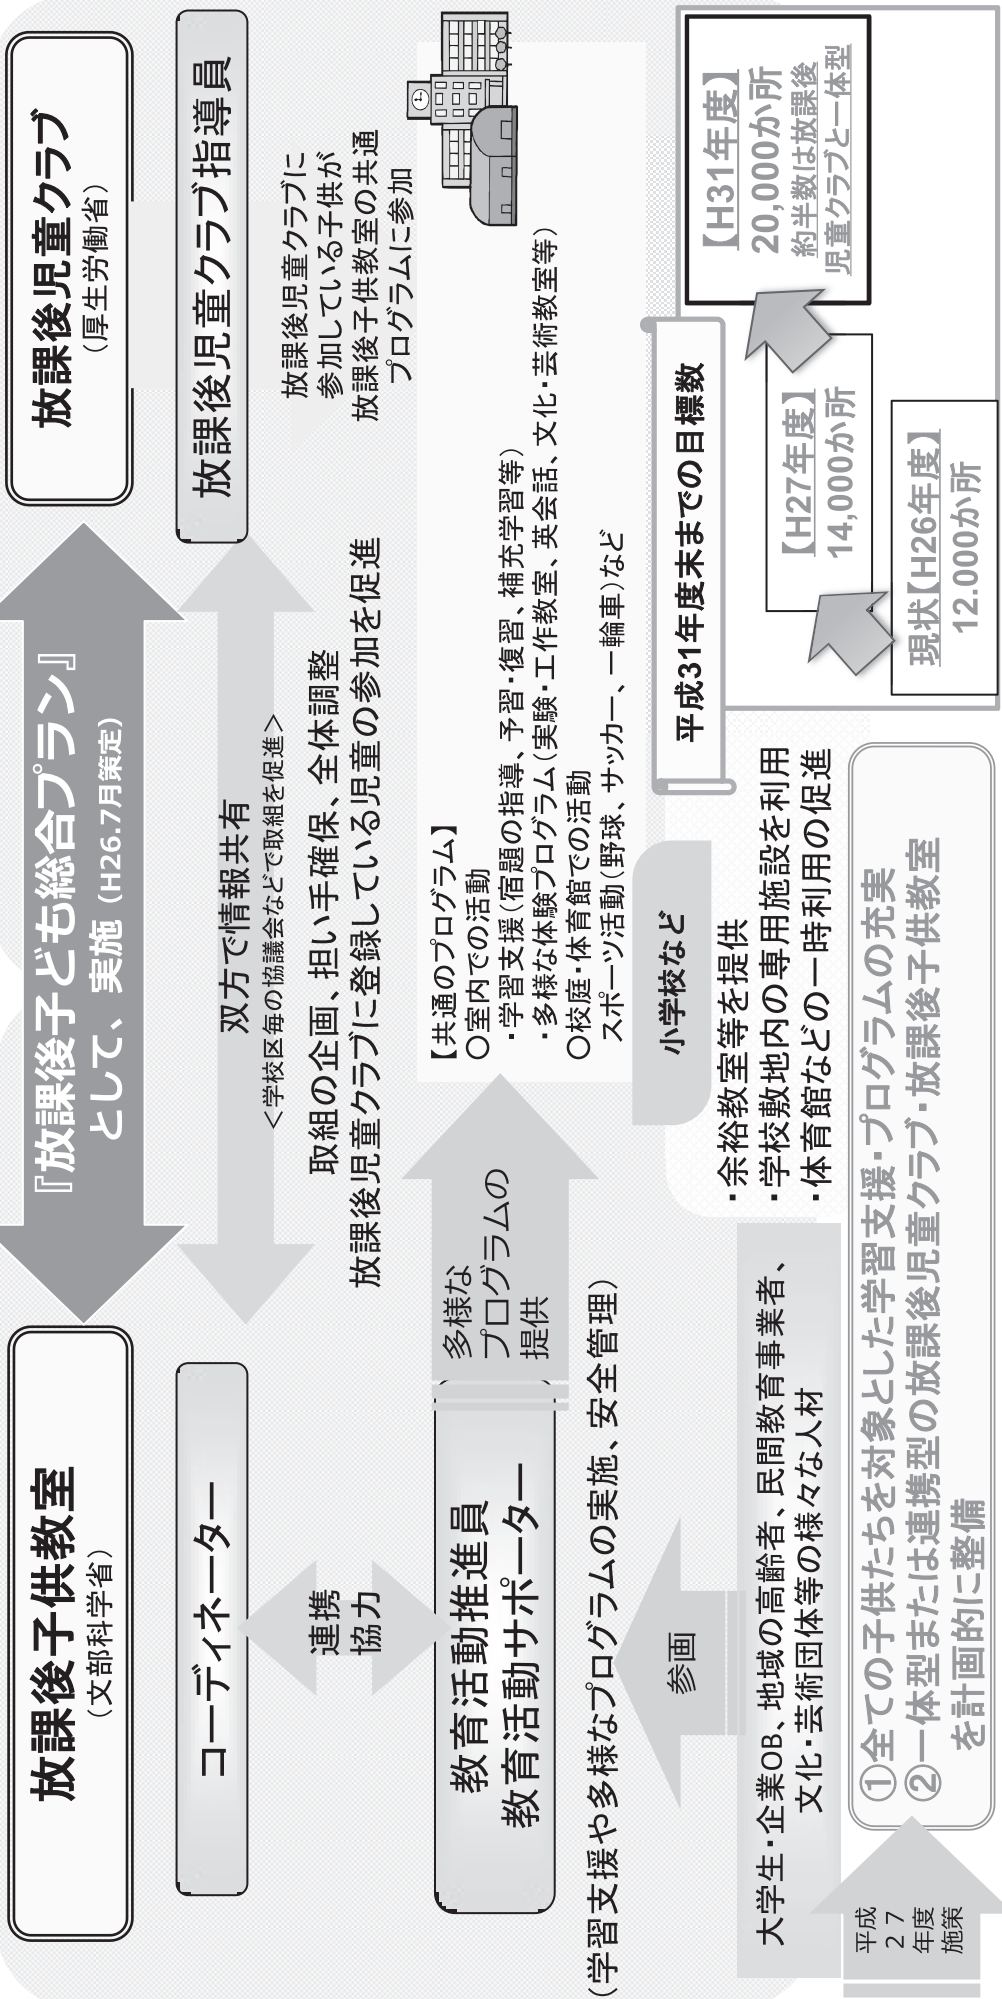 放課後子供教室
（文部科学省）
『放課後子ども総合プラン』
として、実施（H26.7月策定）
放課後児童クラブ
（厚生労働省）
コーディネーター
双方で情報共有
＜学校区毎の協議会などで取組を促進＞
放課後児童クラブ指導員
連携
協力
取組の企画、担い手確保、全体調整
放課後児童クラブに登録している児童の参加を促進
放課後児童クラブに
参加している子供が
放課後子供教室の共通
プログラムに参加
教育活動推進員
教育活動サポーター
（学習支援や多様なプログラムの実施、安全管理）
多様な
プログラムの
提供
【共通のプログラム】
○室内での活動
・学習支援（宿題の指導、予習・復習、補充学習等）
・多様な体験プログラム（実験・工作教室、英会話、文化・芸術教室等）
○校庭・体育館での活動
スポーツ活動（野球、サッカー、一輪車）など
参画
大学生・企業OB、地域の高齢者、民間教育事業者、
文化・芸術団体等の様々な人材
小学校など
・余裕教室等を提供
・学校敷地内の専用施設を利用
・体育館などの一時利用の促進
平成31年度末までの目標数
【H31年度】
20,000か所
約半数は放課後
児童クラブと一体型
【H27年度】
14,000か所
現状【H26年度】
12.000か所
平成
２７
年度
施策
①全ての子供たちを対象とした学習支援・プログラムの充実
②一体型または連携型の放課後児童クラブ・放課後子供教室
を計画的に整備